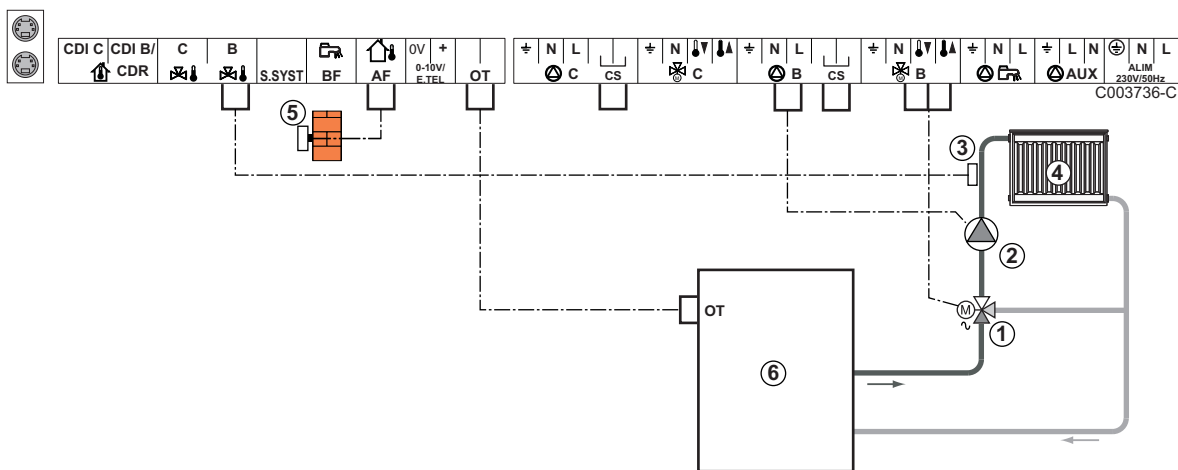 CDI C CDI B/ C B 0V + ⏚ N L ⏚ N ⏚ N L ⏚ N ⏚ N L ⏚ L N ⏚ N L
CDR S.SYST BF AF 0-10V/ E.TEL OT C CS M C B CS M B AUX ALIM 230V/50Hz
C003736-C
5
3
4
2
OT
M
~
1
6